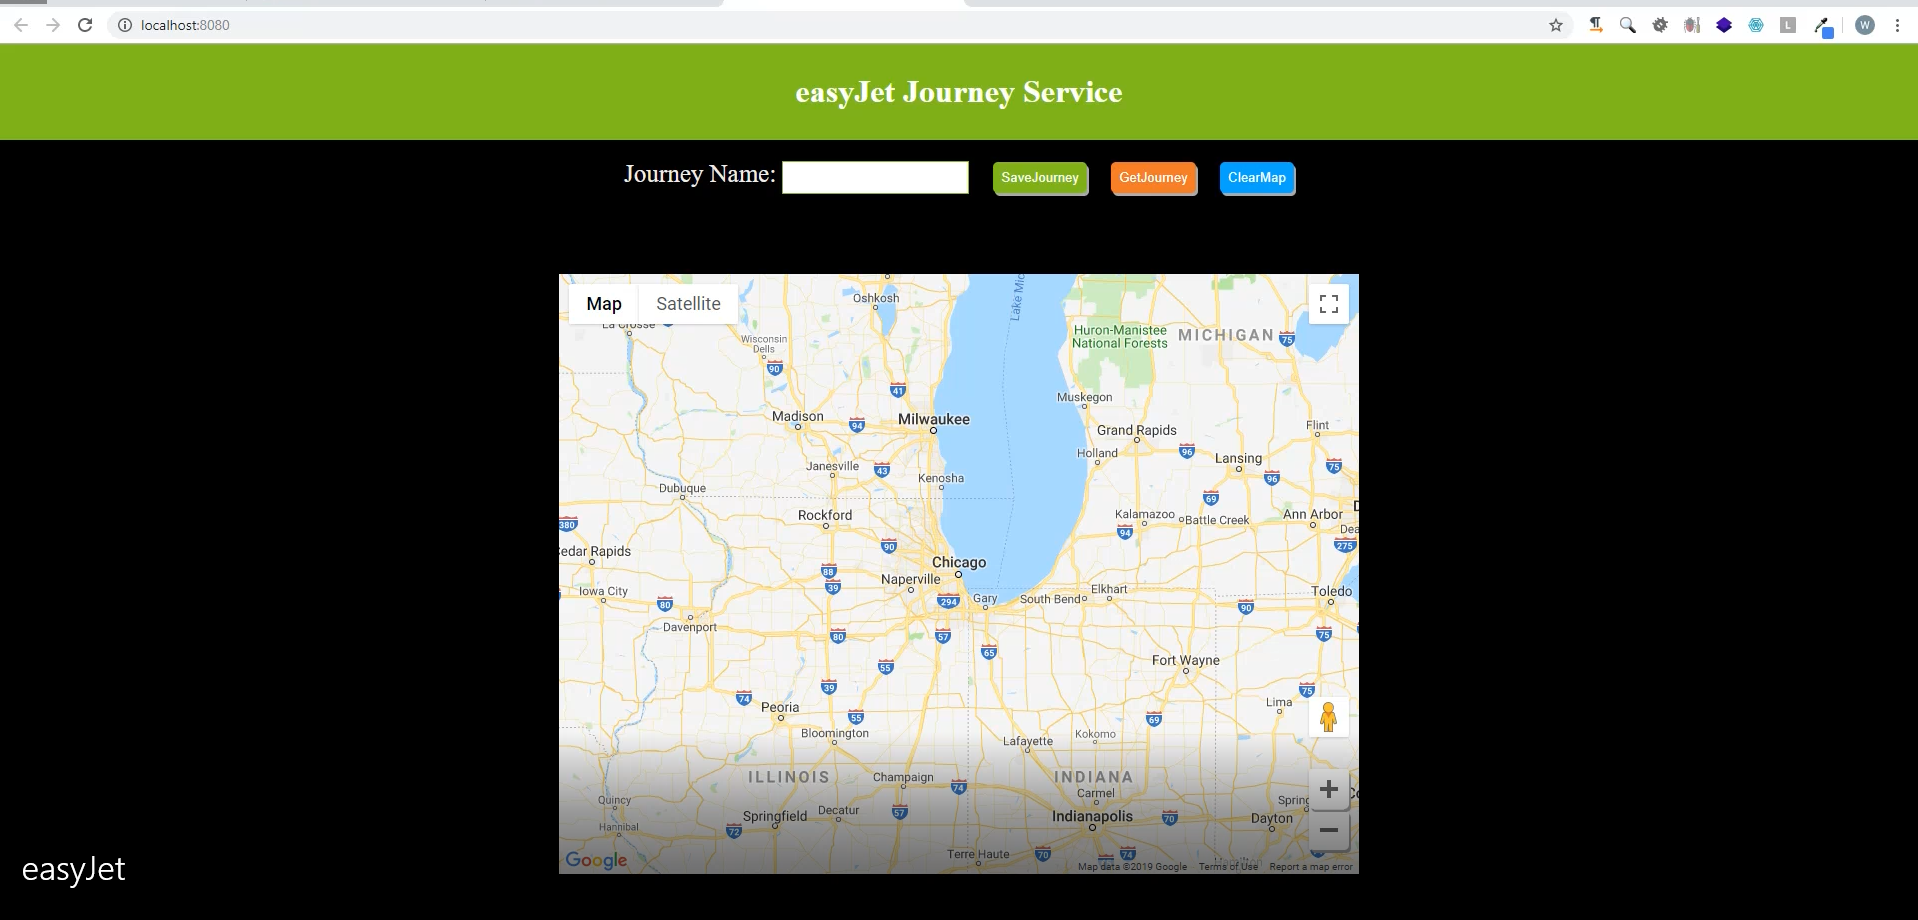 localhost:8080
L
W
easyJet Journey Service
Journey Name:
SaveJourney
GetJourney
ClearMap
Map
Satellite
Oshkosh
Lake Mic
La Crosse
Huron-Manistee
National Forests
MICHIGAN
75
Wisconsin
Dells
90
41
Muskegon
Madison
94
Milwaukee
Grand Rapids
Flint
Holland
96
Lansing
75
Janesville
43
Kenosha
96
Dubuque
69
Rockford
Kalamazoo
Battle Creek
Ann Arbor
D
380
94
Dea
90
275
edar Rapids
Chicago
88
Naperville
39
Iowa City
Elkhart
Toledo
80
294
Gary
South Bend
90
Davenport
80
57
75
65
55
Fort Wayne
39
74
75
Peoria
55
69
Lima
Bloomington
Lafayette
Kokomo
ILLINOIS
Champaign
74
INDIANA
Carmel
Quincy
Decatur
57
Spring
Co
Springfield
Indianapolis
70
Dayton
Hannibal
72
Terre Haute
70
74
Google
Map data ©2019 Google
Terms of Use
Report a map error
easyJet